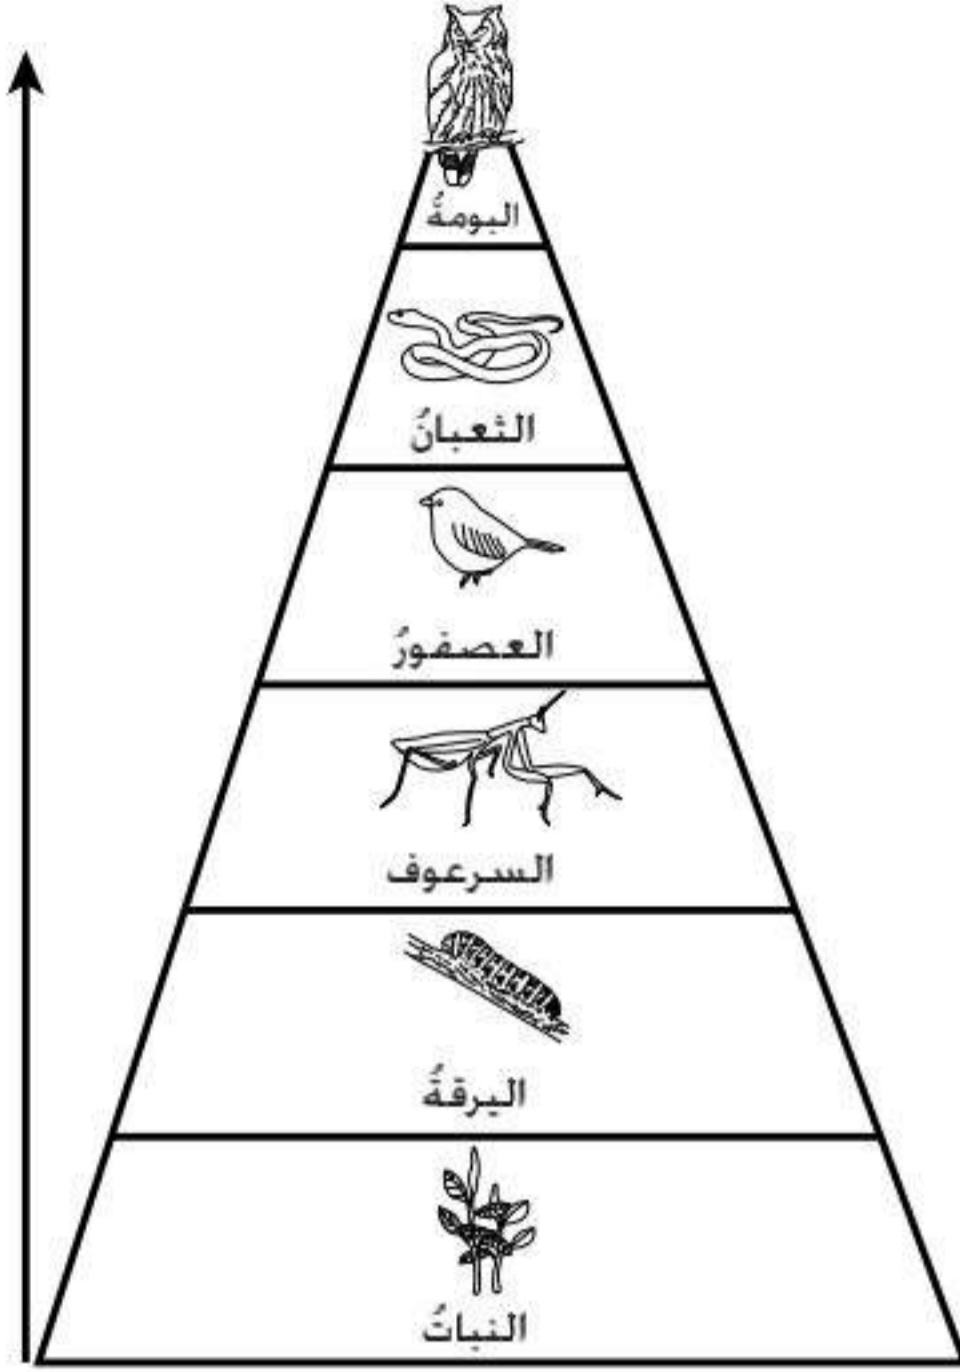 البومةُ
الثعبانُ
العصفورُ
السرعوف
اليرقةُ
النباتُ